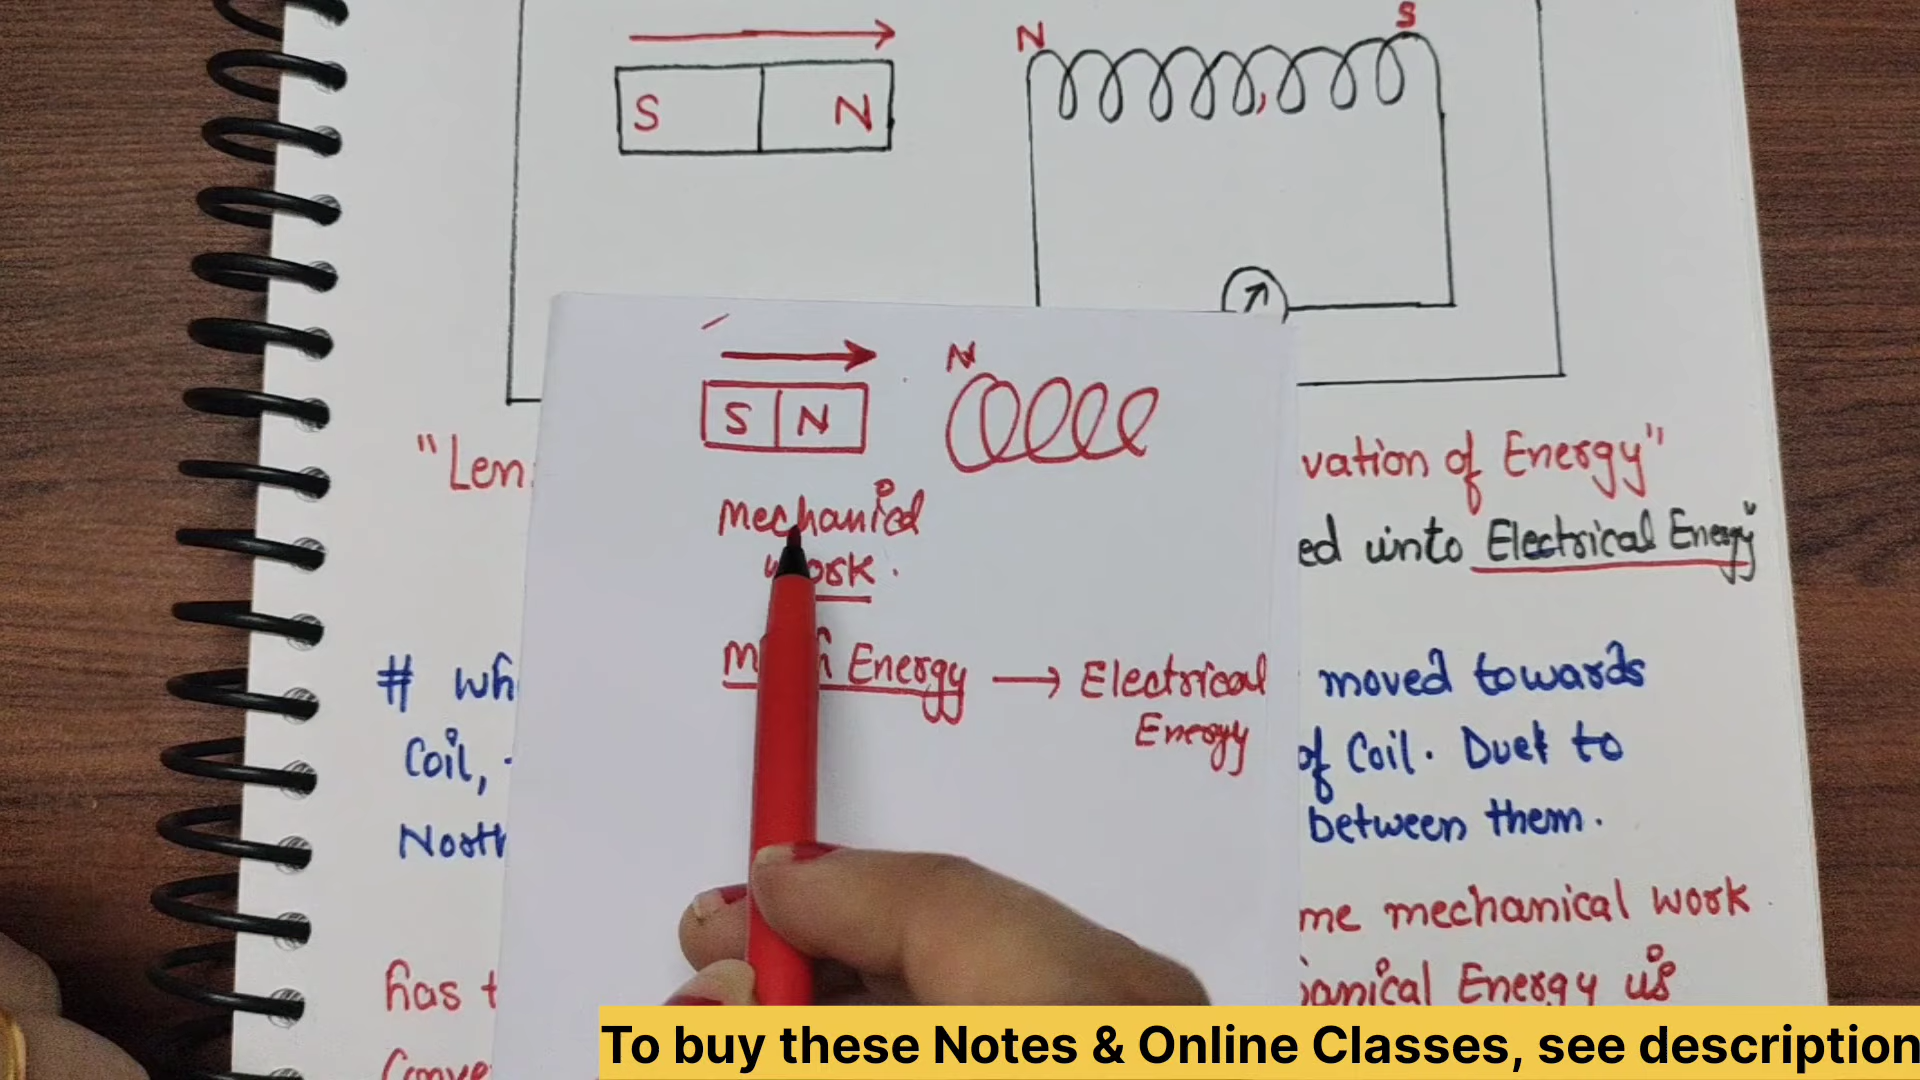 N S
S N
N
S N
"Len vation of Energy"
mechanical
ed into Electrical Energy"
work.
# wh moved towards
Energy → Electrical
Energy
Coil, of Coil. Duet to
North between them.
me mechanical work
has t anical Energy is
Conve
To buy these Notes & Online Classes, see description